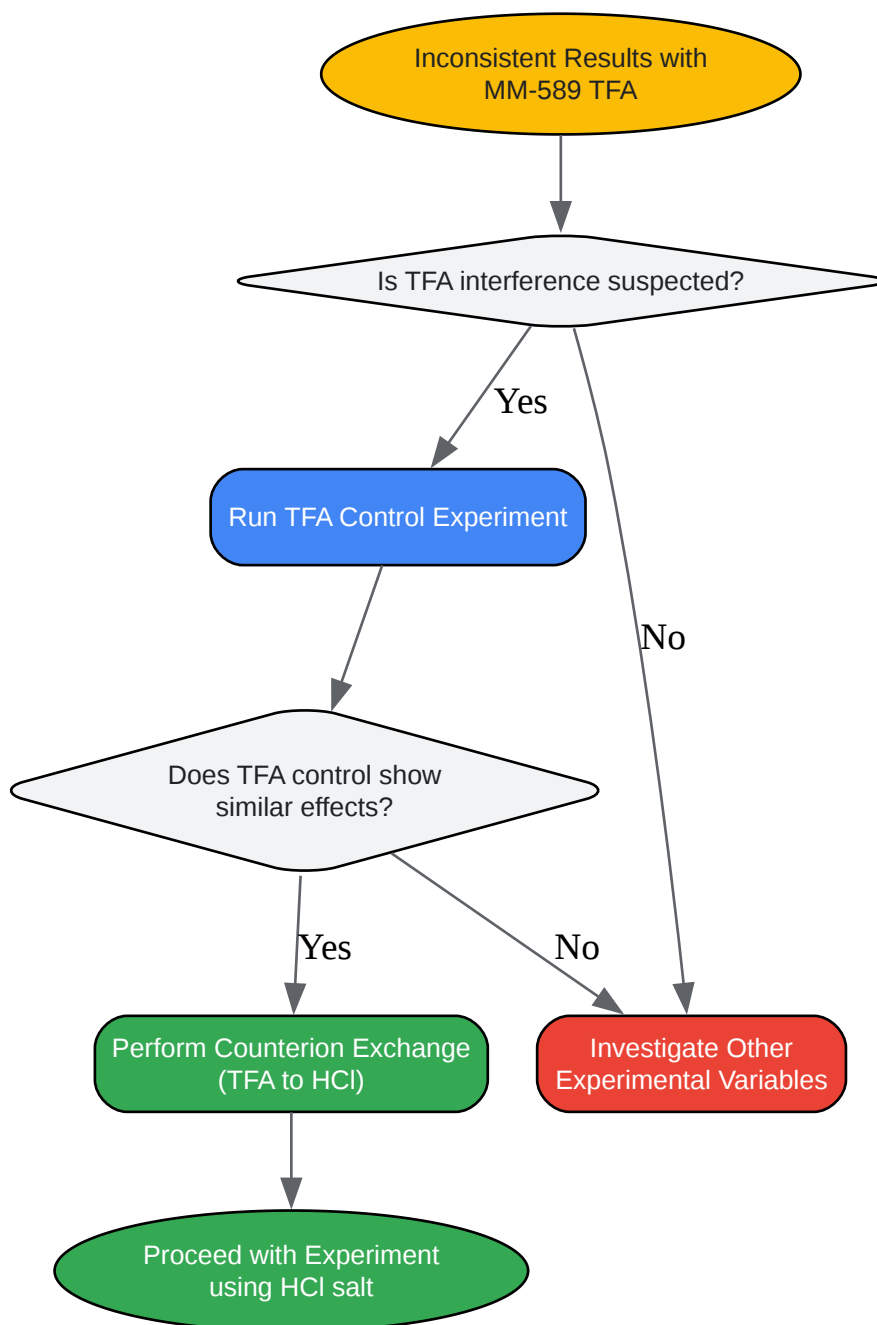 Inconsistent Results with
MM-589 TFA
Is TFA interference suspected?
Yes
Run TFA Control Experiment
No
Does TFA control show
similar effects?
Yes
No
Perform Counterion Exchange
(TFA to HCl)
Investigate Other
Experimental Variables
Proceed with Experiment
using HCl salt